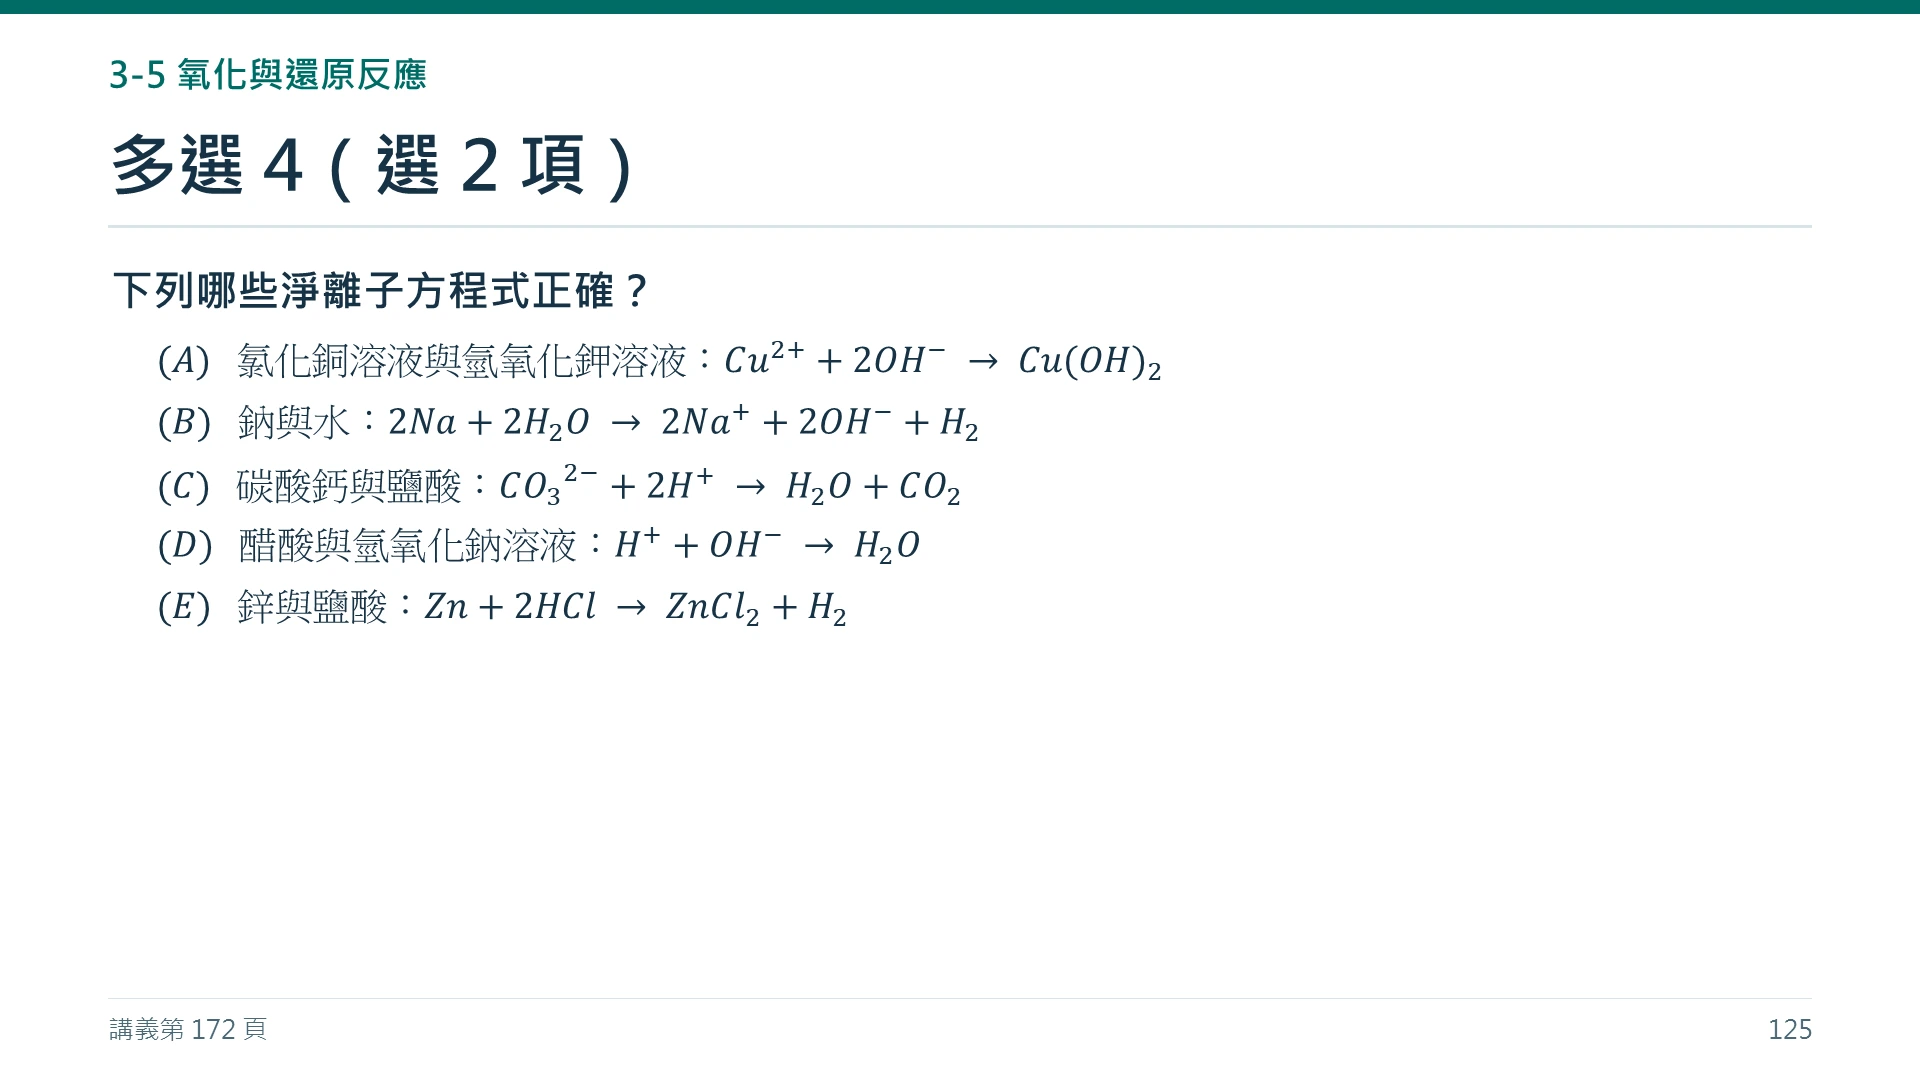 3-5 氧化與還原反應
多選 4（選 2 項）
下列哪些淨離子方程式正確？
(A) 氯化銅溶液與氫氧化鉀溶液：Cu²⁺ + 2OH⁻ → Cu(OH)₂
(B) 鈉與水：2Na + 2H₂O → 2Na⁺ + 2OH⁻ + H₂
(C) 碳酸鈣與鹽酸：CO₃²⁻ + 2H⁺ → H₂O + CO₂
(D) 醋酸與氫氧化鈉溶液：H⁺ + OH⁻ → H₂O
(E) 鋅與鹽酸：Zn + 2HCl → ZnCl₂ + H₂
講義第 172 頁
125